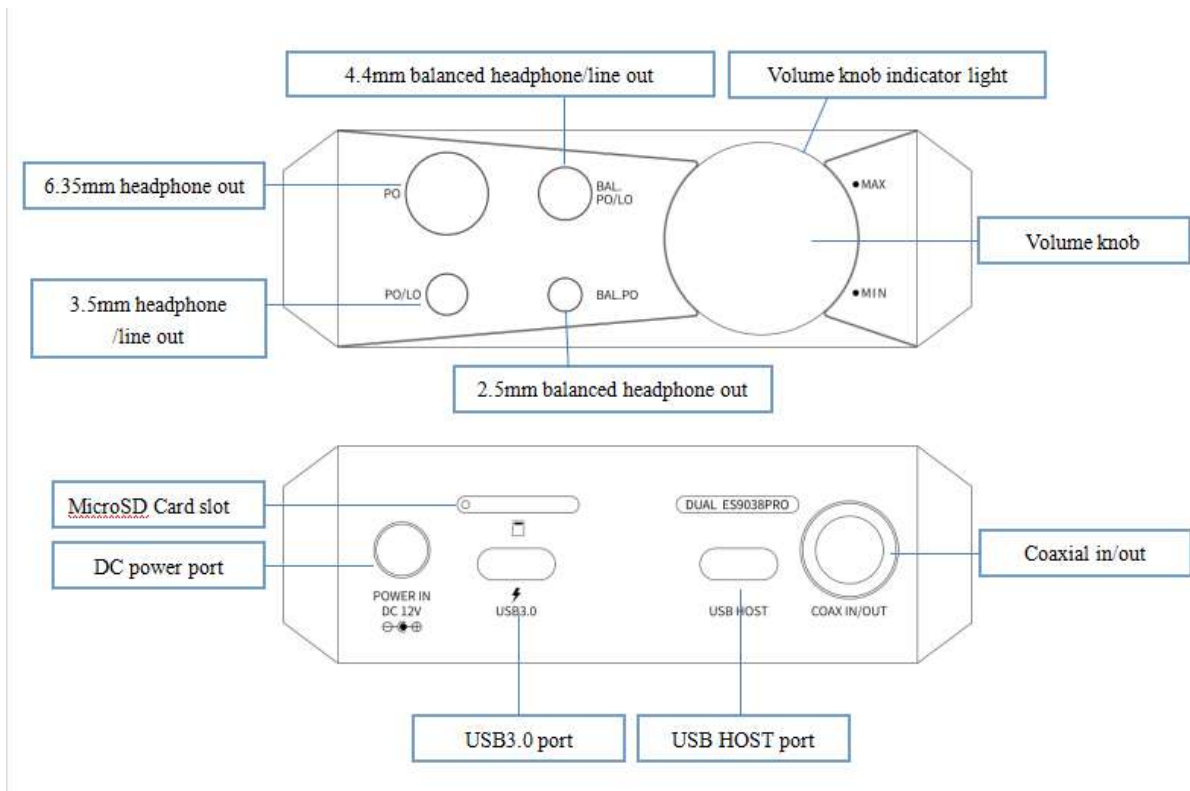 4.4mm balanced headphone/line out
Volume knob indicator light
6.35mm headphone out
PO
BAL.
PO/LO
MAX
Volume knob
3.5mm headphone
/line out
PO/LO
BAL.PO
MIN
2.5mm balanced headphone out
MicroSD Card slot
DUAL ES9038PRO
DC power port
Coaxial in/out
POWER IN
DC 12V
USB3.0
USB HOST
COAX IN/OUT
USB3.0 port
USB HOST port